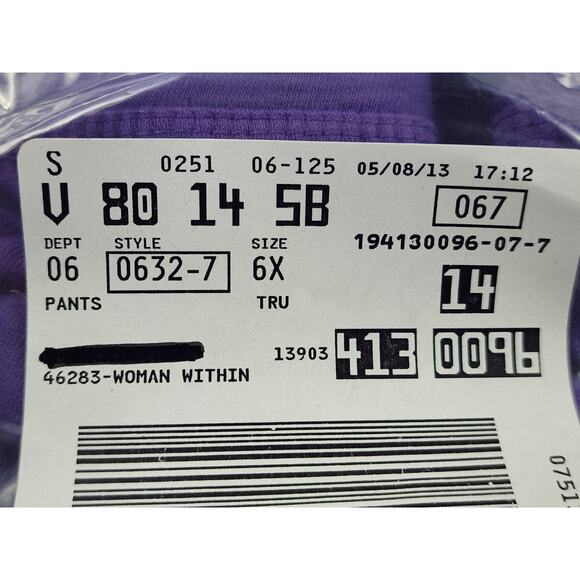 S 0251 06-125 05/08/13 17:12
V 80 14 SB 067
DEPT STYLE SIZE 194130096-07-7
06 0632-7 6X 14
PANTS TRU
13903 413 0096
46283-WOMAN WITHIN
0751